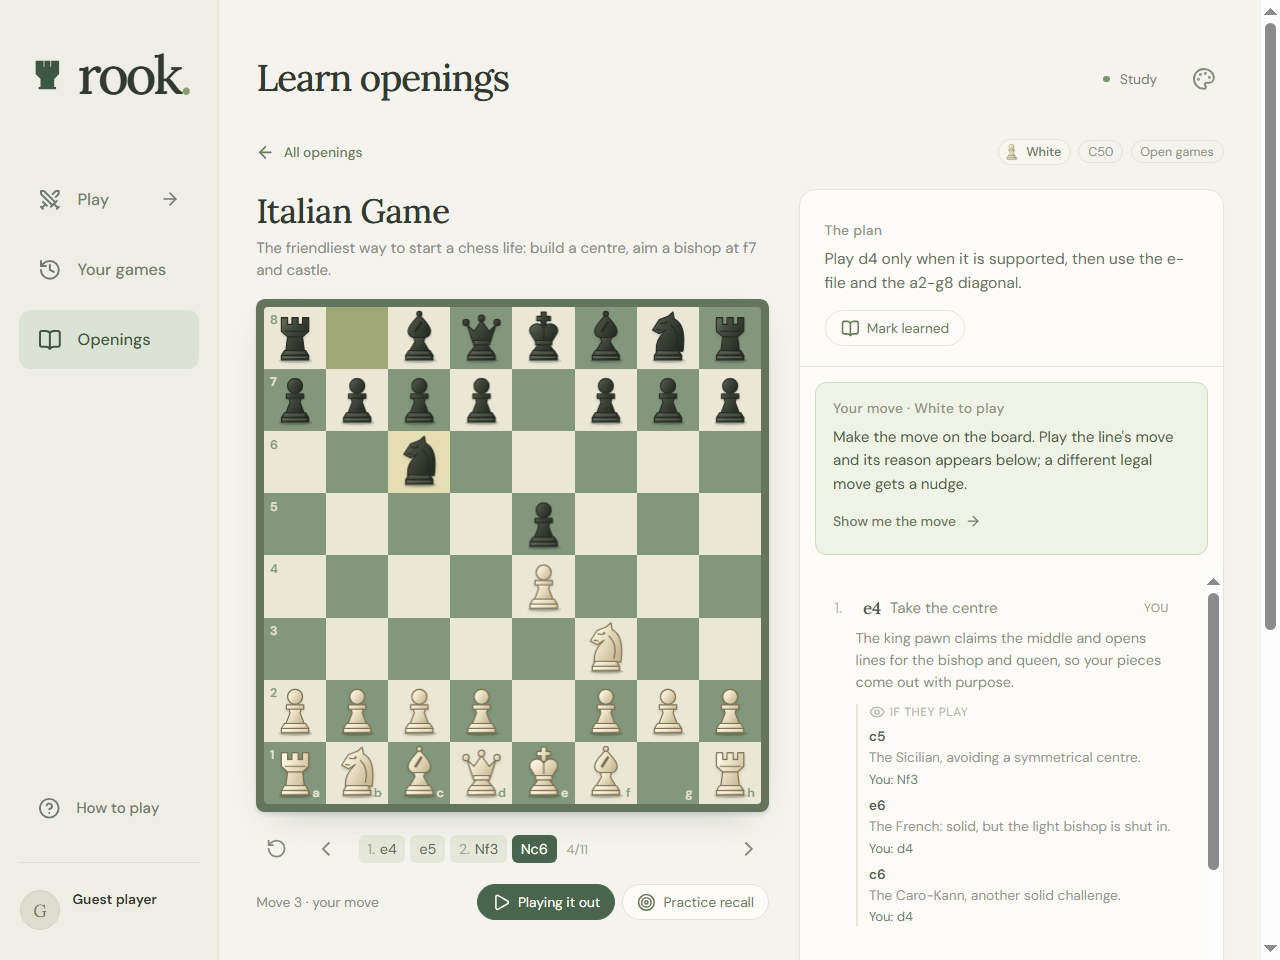 rook.
Play
Your games
Openings
How to play
G
Guest player
Learn openings
Study
All openings
White
C50
Open games
Italian Game
The friendliest way to start a chess life: build a centre, aim a bishop at f7
and castle.
8
7
6
5
4
3
2
1
a
b
c
d
e
f
g
h
1. e4
e5
2. Nf3
Nc6
4/11
Move 3 · your move
Playing it out
Practice recall
The plan
Play d4 only when it is supported, then use the e-
file and the a2-g8 diagonal.
Mark learned
Your move · White to play
Make the move on the board. Play the line's move
and its reason appears below; a different legal
move gets a nudge.
Show me the move
1. e4 Take the centre YOU
The king pawn claims the middle and opens
lines for the bishop and queen, so your pieces
come out with purpose.
IF THEY PLAY
c5
The Sicilian, avoiding a symmetrical centre.
You: Nf3
e6
The French: solid, but the light bishop is shut in.
You: d4
c6
The Caro-Kann, another solid challenge.
You: d4